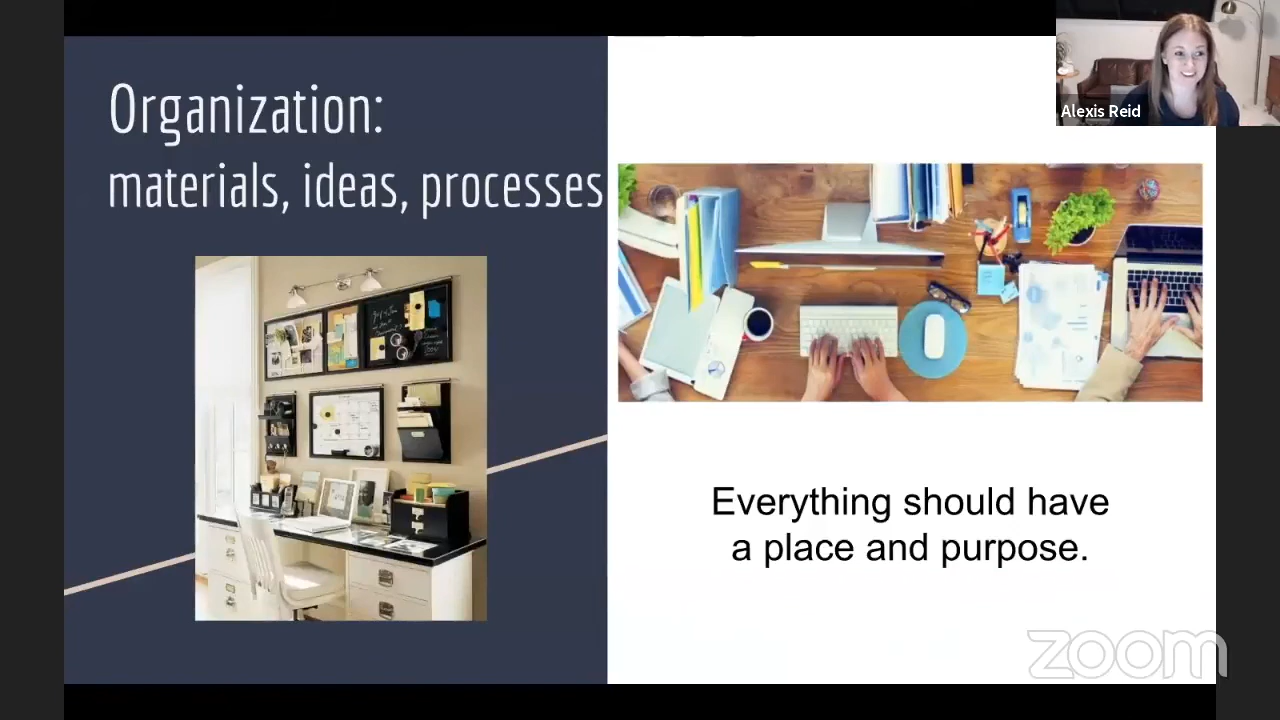 Organization:
materials, ideas, processes
Alexis Reid
Everything should have
a place and purpose.
zoom